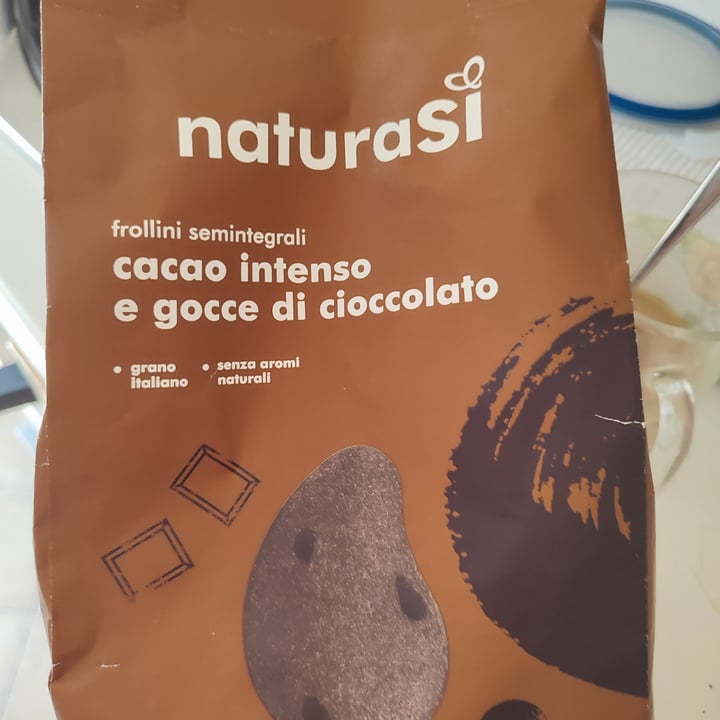 naturasì
frollini semintegrali
cacao intenso
e gocce di cioccolato
• grano
italiano
• senza aromi
naturali